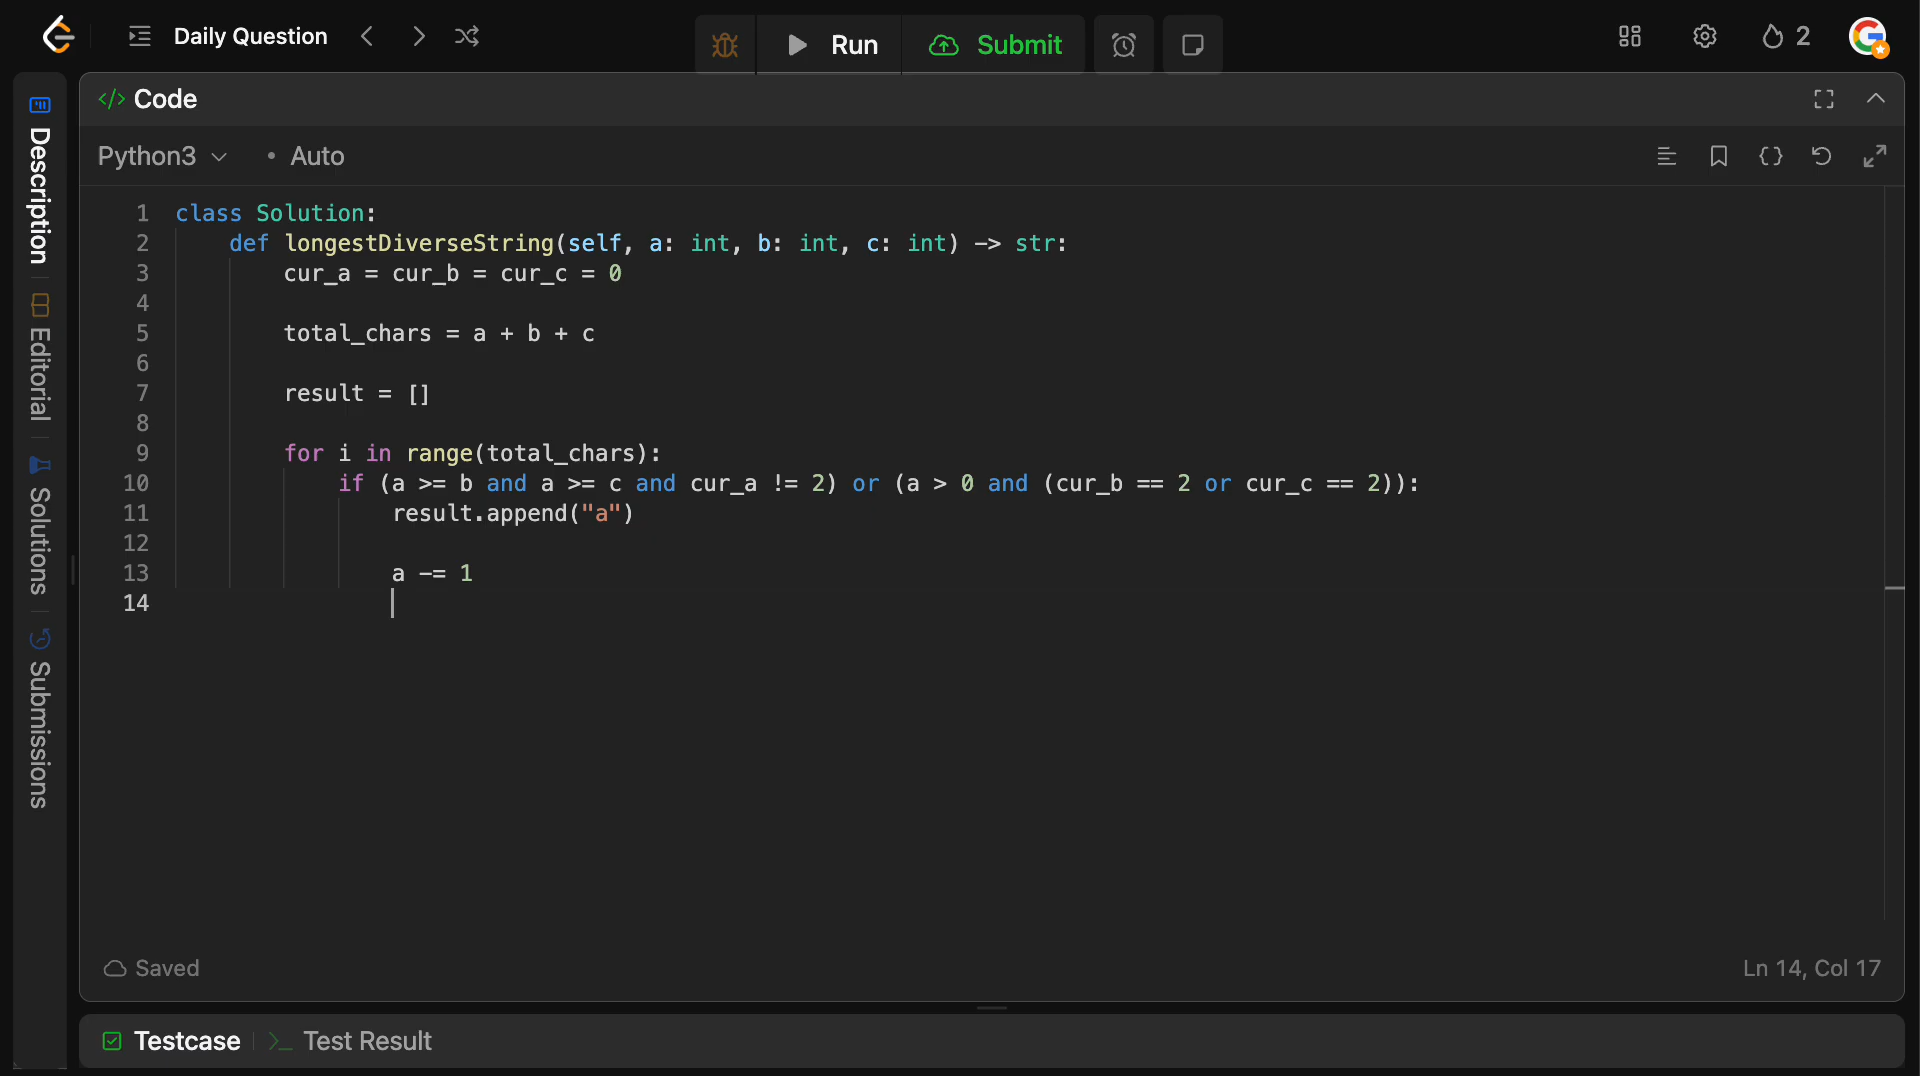 Daily Question
Run
Submit
2
Description
Editorial
Solutions
Submissions
</> Code
Python3
• Auto
1 class Solution:
2 def longestDiverseString(self, a: int, b: int, c: int) -> str:
3 cur_a = cur_b = cur_c = 0
4
5 total_chars = a + b + c
6
7 result = []
8
9 for i in range(total_chars):
10 if (a >= b and a >= c and cur_a != 2) or (a > 0 and (cur_b == 2 or cur_c == 2)):
11 result.append("a")
12
13 a -= 1
14
Saved
Ln 14, Col 17
Testcase
>_ Test Result